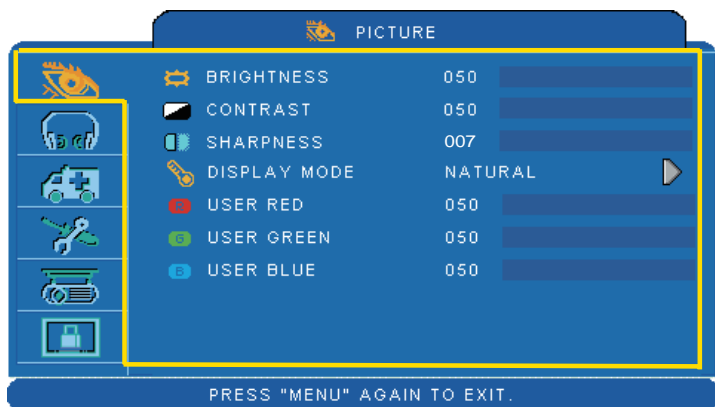 PICTURE
BRIGHTNESS 050
CONTRAST 050
SHARPNESS 007
DISPLAY MODE NATURAL
R USER RED 050
G USER GREEN 050
B USER BLUE 050
PRESS "MENU" AGAIN TO EXIT.